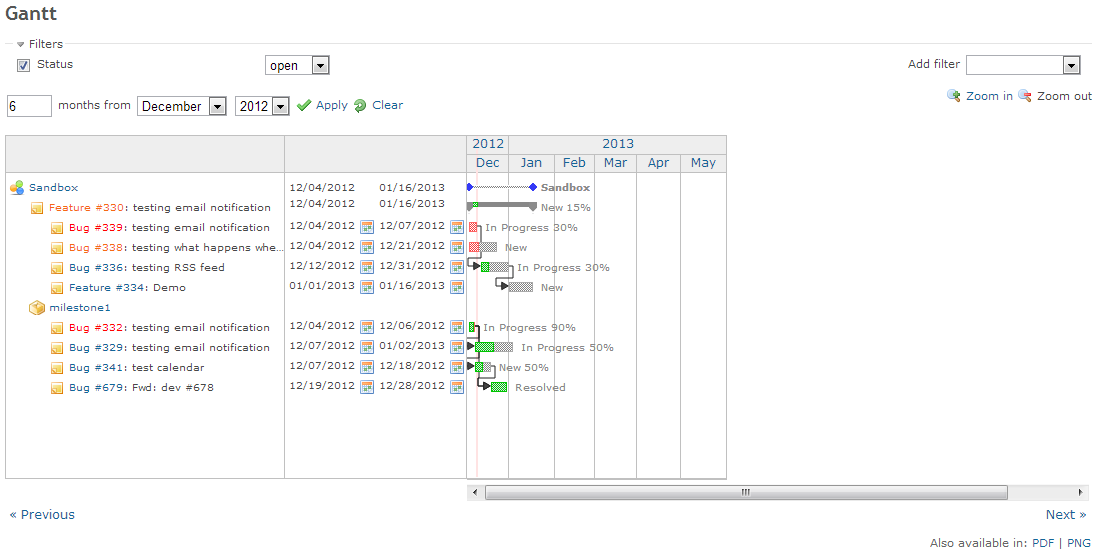 Gantt
Filters
Status open Add filter
6 months from December 2012 Apply Clear Zoom in Zoom out
2012 2013
Dec Jan Feb Mar Apr May
Sandbox 12/04/2012 01/16/2013 Sandbox
Feature #330: testing email notification 12/04/2012 01/16/2013 New 15%
Bug #339: testing email notification 12/04/2012 12/07/2012 In Progress 30%
Bug #338: testing what happens whe... 12/04/2012 12/21/2012 New
Bug #336: testing RSS feed 12/12/2012 12/31/2012 In Progress 30%
Feature #334: Demo 01/01/2013 01/16/2013 New
milestone1
Bug #332: testing email notification 12/04/2012 12/06/2012 In Progress 90%
Bug #329: testing email notification 12/07/2012 01/02/2013 In Progress 50%
Bug #341: test calendar 12/07/2012 12/18/2012 New 50%
Bug #679: Fwd: dev #678 12/19/2012 12/28/2012 Resolved
« Previous Next »
Also available in: PDF | PNG